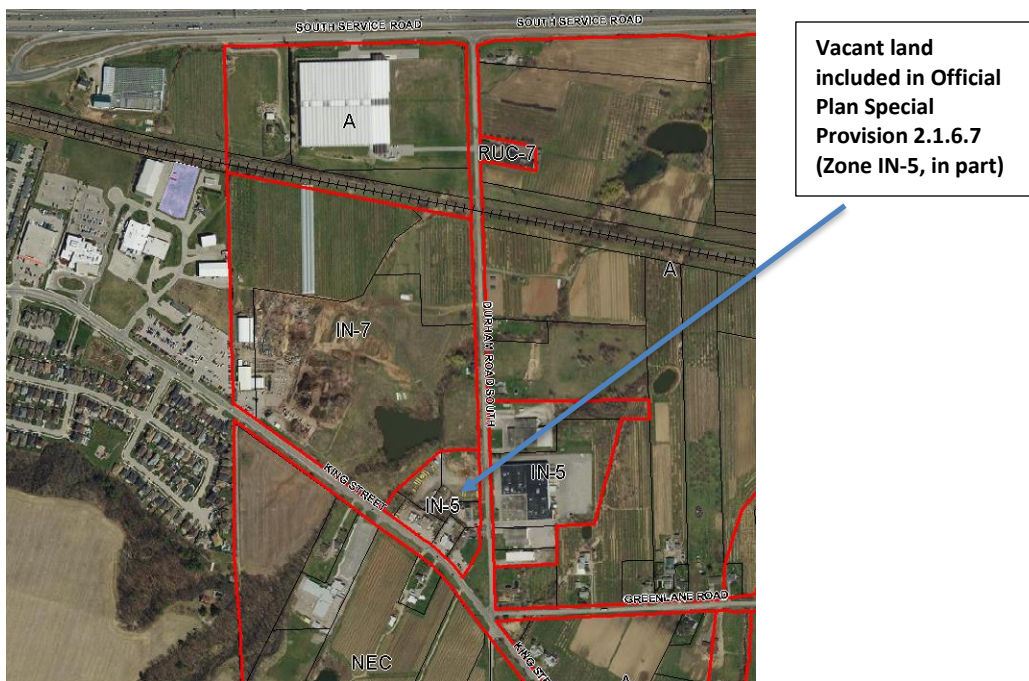 SOUTH SERVICE ROAD
SOUTH SERVICE ROAD
Vacant land
included in Official
Plan Special
Provision 2.1.6.7
(Zone IN-5, in part)
A
RUC-7
A
IN-7
DURHAM ROAD SOUTH
KING STREET
IN-5
IN-5
GREENLANE ROAD
NEC
KING
A